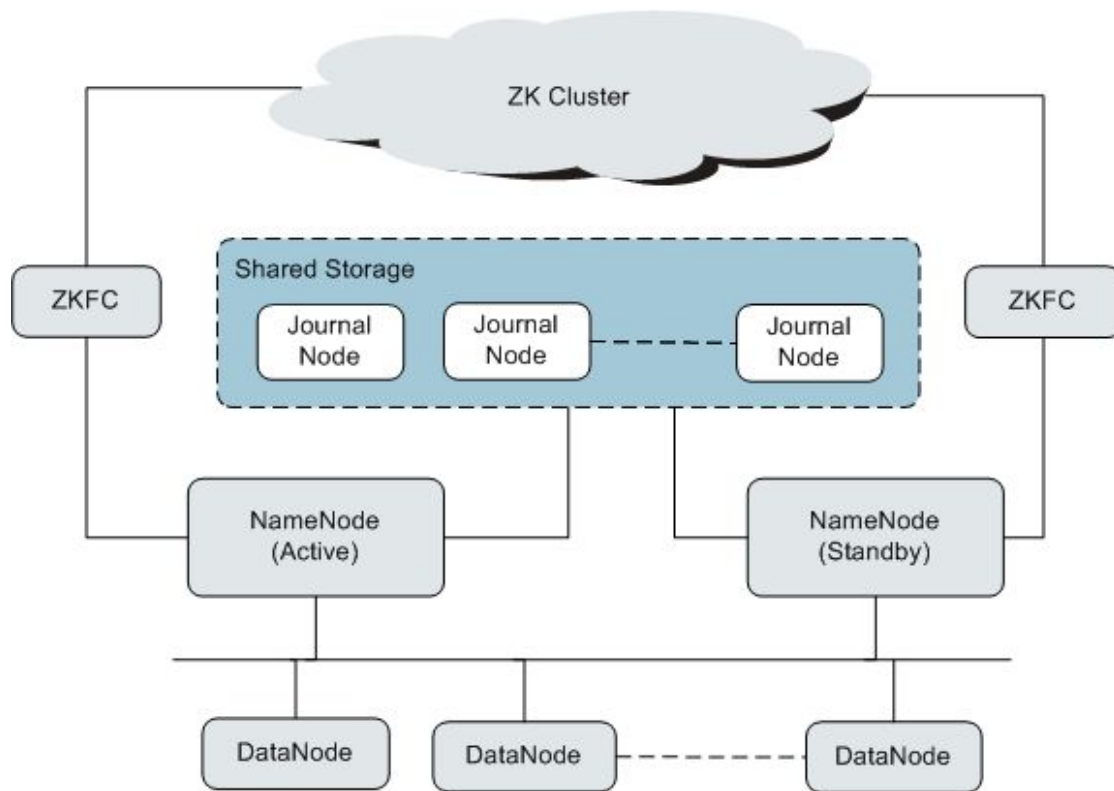 ZK Cluster
ZKFC
Shared Storage
ZKFC
Journal
Node
Journal
Node
Journal
Node
NameNode
(Active)
NameNode
(Standby)
DataNode
DataNode
DataNode